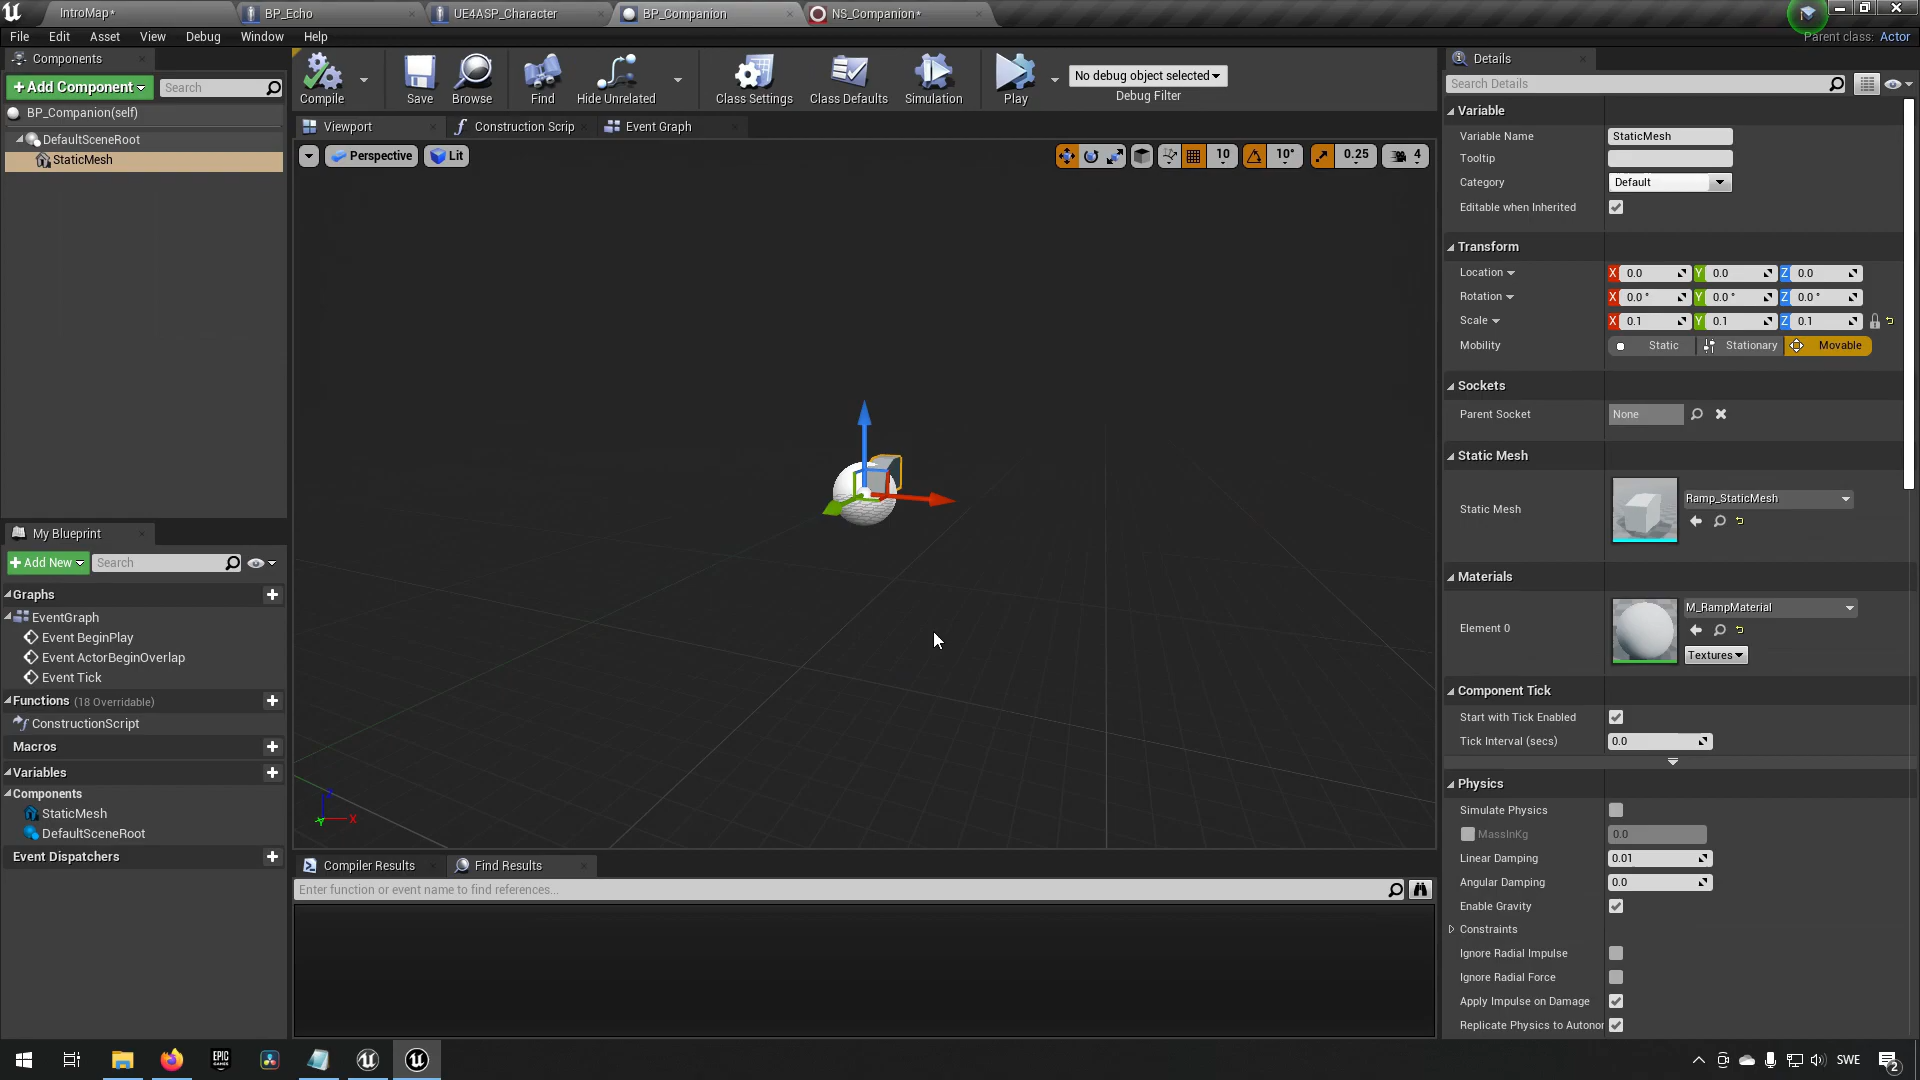 IntroMap*
BP_Echo
UE4ASP_Character
BP_Companion
NS_Companion*
File Edit Asset View Debug Window Help
Parent class: Actor
Components
+ Add Component
Search
BP_Companion(self)
DefaultSceneRoot
StaticMesh
Compile
Save
Browse
Find
Hide Unrelated
Class Settings
Class Defaults
Simulation
Play
No debug object selected
Debug Filter
Viewport
Construction Scrip
Event Graph
Perspective
Lit
10
10°
0.25
4
X
Y
Z
My Blueprint
+ Add New
Search
Graphs
EventGraph
Event BeginPlay
Event ActorBeginOverlap
Event Tick
Functions (18 Overridable)
ConstructionScript
Macros
Variables
Components
StaticMesh
DefaultSceneRoot
Event Dispatchers
Compiler Results
Find Results
Enter function or event name to find references...
Details
Search Details
Variable
Variable Name StaticMesh
Tooltip
Category Default
Editable when Inherited
Transform
Location X 0.0 Y 0.0 Z 0.0
Rotation X 0.0 ° Y 0.0 ° Z 0.0 °
Scale X 0.1 Y 0.1 Z 0.1
Mobility Static Stationary Movable
Sockets
Parent Socket None
Static Mesh
Static Mesh Ramp_StaticMesh
Materials
Element 0 M_RampMaterial
Textures
Component Tick
Start with Tick Enabled
Tick Interval (secs) 0.0
Physics
Simulate Physics
MassInKg 0.0
Linear Damping 0.01
Angular Damping 0.0
Enable Gravity
Constraints
Ignore Radial Impulse
Ignore Radial Force
Apply Impulse on Damage
Replicate Physics to Autonor
EPIC GAMES
SWE
2